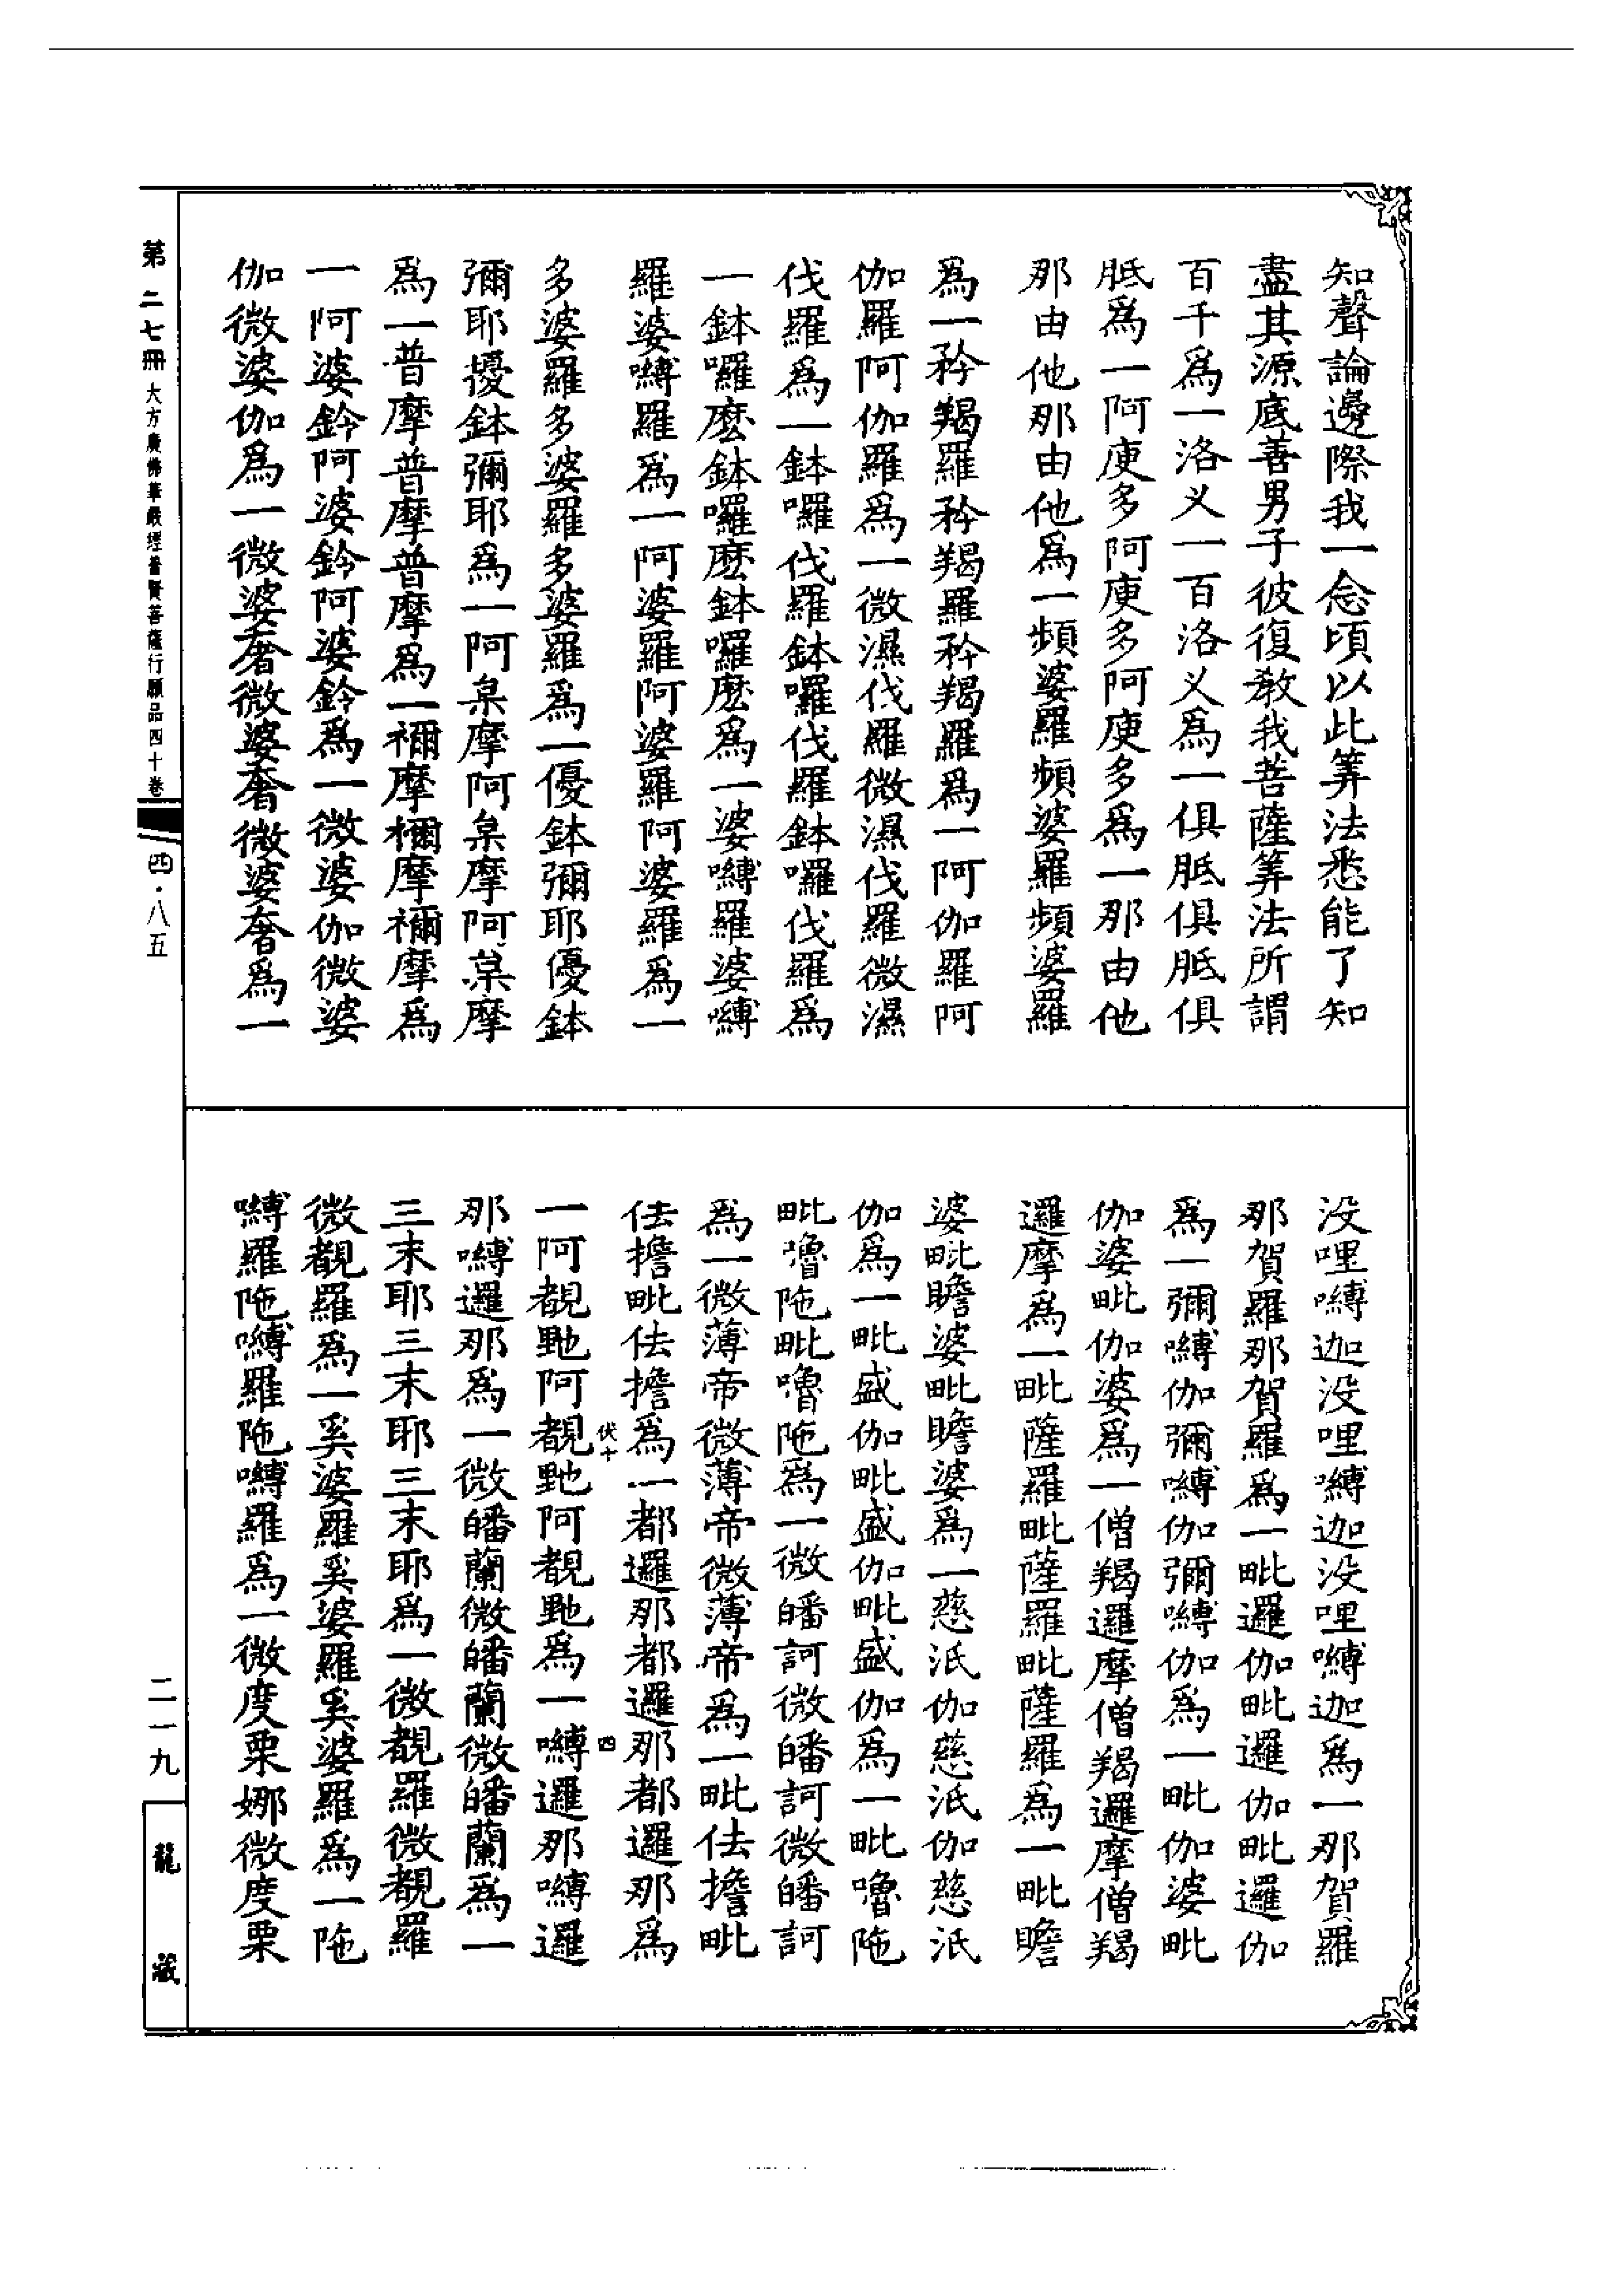 知聲論邊際我一念頃以此筭法悉能了知
盡其源底善男子彼復教我菩薩筭法所謂
百千爲一洛义一百洛义爲一俱胝俱胝俱
胝爲一阿庾多阿庾多阿庾多爲一那由他
那由他那由他爲一頻婆羅頻婆羅頻婆羅
爲一矜羯羅矜羯羅矜羯羅爲一阿伽羅阿
伽羅阿伽羅爲一微濕伐羅微濕伐羅微濕
伐羅爲一鉢囉伐羅鉢囉伐羅鉢囉伐羅爲
一鉢囉麽鉢囉麽鉢囉麽爲一婆嚩羅婆嚩
羅婆嚩羅爲一阿婆羅阿婆羅阿婆羅爲一
多婆羅多婆羅多婆羅爲一優鉢彌耶優鉢
彌耶擾鉢彌耶爲一阿枲摩阿枲摩阿枲摩
爲一普摩普摩普摩爲一禰摩禰摩禰摩爲
一阿婆鈐阿婆鈐阿婆鈐爲一微婆伽微婆
伽微婆伽爲一微婆奢微婆奢微婆奢爲一
没哩嚩迦没哩嚩迦没哩嚩迦爲一那賀羅
那賀羅那賀羅爲一毗邏伽毗邏伽毗邏伽
爲一彌嚩伽彌嚩伽彌嚩伽爲一毗伽婆毗
伽婆毗伽婆爲一僧羯邏摩僧羯邏摩僧羯
邏摩爲一毗薩羅毗薩羅毗薩羅爲一毗瞻
婆毗瞻婆毗瞻婆爲一慈泜伽慈泜伽慈泜
伽爲一毗盛伽毗盛伽毗盛伽爲一毗嚕陁
毗嚕陁毗嚕陁爲一微皤訶微皤訶微皤訶
爲一微薄帝微薄帝微薄帝爲一毗佉擔毗
佉擔毗佉擔爲一都邏那都邏那都邏那爲
伏十
四
一阿覩㸌阿覩㸌阿覩㸌爲一嚩邏那嚩邏
那嚩邏那爲一微皤蘭微皤蘭微皤蘭爲一
三末耶三末耶三末耶爲一微覩羅微覩羅
微覩羅爲一奚婆羅奚婆羅奚婆羅爲一陁
嚩羅陁嚩羅陁嚩羅爲一微度栗娜微度栗
第二七冊
大方廣佛華嚴經普賢菩薩行願品四十卷
四·八五
二一九
龍藏